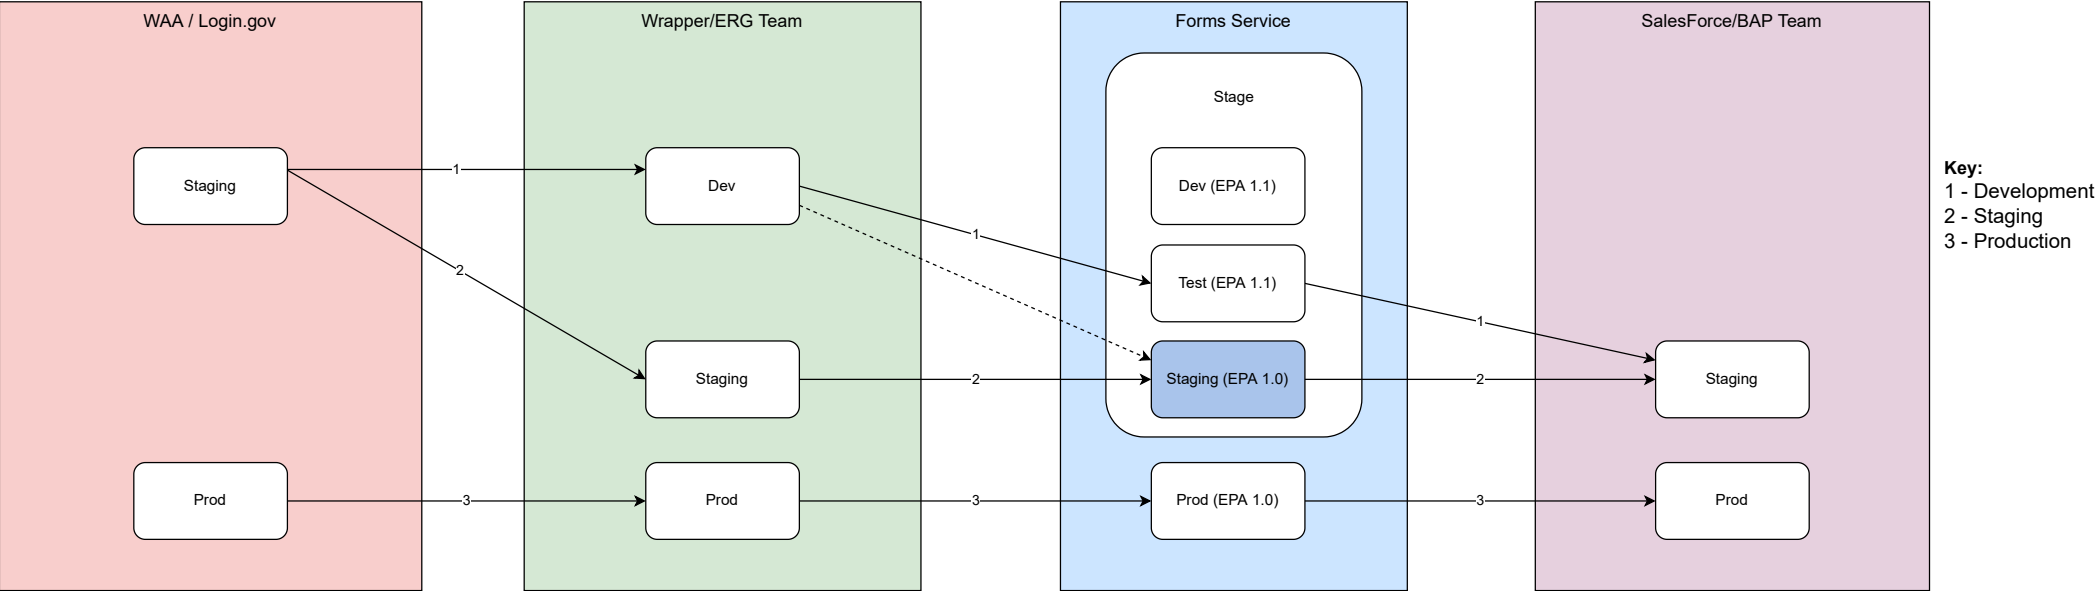 WAA / Login.gov
Wrapper/ERG Team
Forms Service
SalesForce/BAP Team
Stage
Staging
1
Dev
Dev (EPA 1.1)
Key:
1 - Development
2 - Staging
3 - Production
1
2
Test (EPA 1.1)
1
Staging
2
Staging (EPA 1.0)
2
Staging
Prod
3
Prod
3
Prod (EPA 1.0)
3
Prod